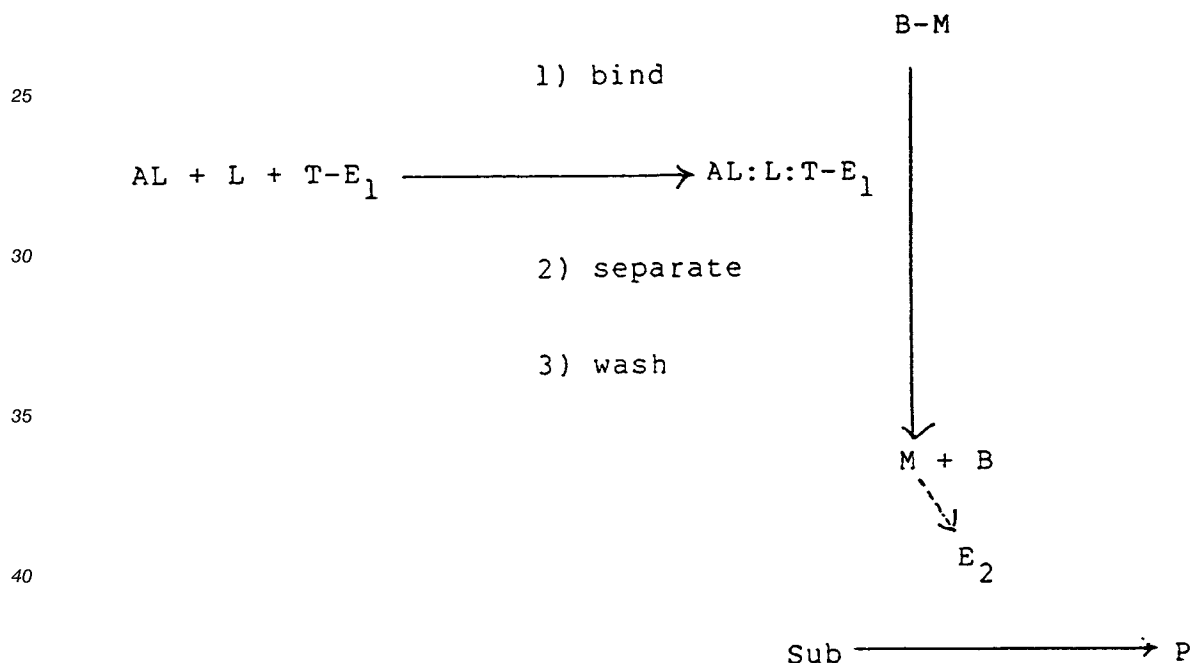 B-M
1) bind
25
AL + L + T-E₁ AL:L:T-E₁
30
2) separate
3) wash
35
M + B
E₂
40
Sub P